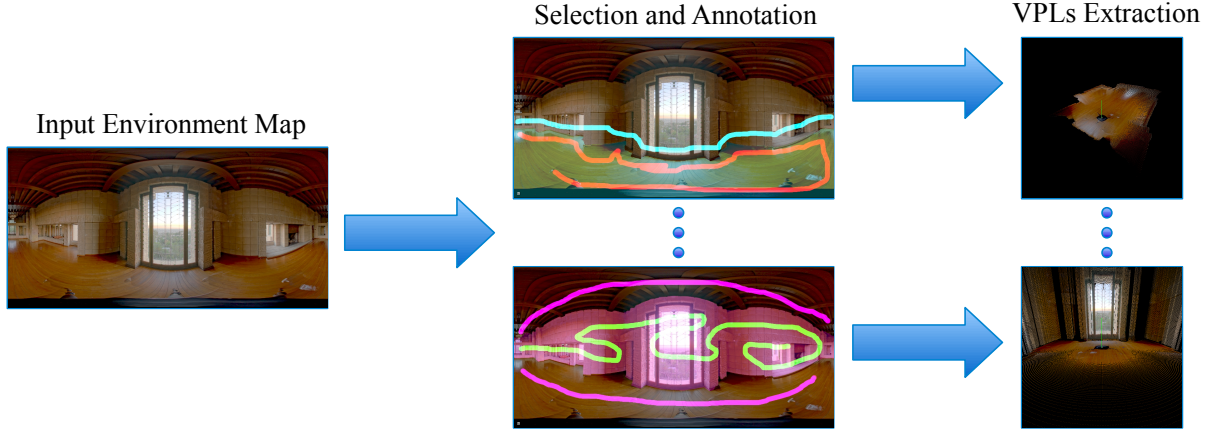 Selection and Annotation
VPLs Extraction
Input Environment Map